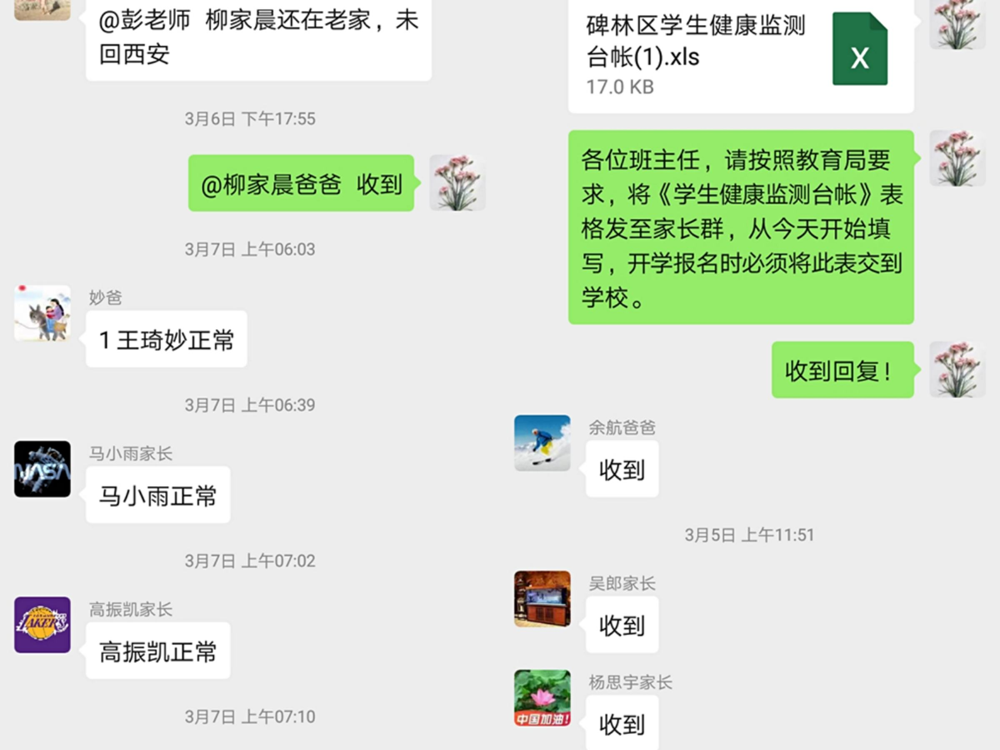 @彭老师 柳家晨还在老家，未
回西安
3月6日 下午17:55
@柳家晨爸爸 收到
3月7日 上午06:03
妙爸
1王琦妙正常
3月7日 上午06:39
马小雨家长
NASA
马小雨正常
3月7日 上午07:02
高振凯家长
LAKERS
高振凯正常
3月7日 上午07:10
碑林区学生健康监测
台帐(1).xls
17.0 KB
X
各位班主任，请按照教育局要
求，将《学生健康监测台帐》表
格发至家长群，从今天开始填
写，开学报名时必须将此表交到
学校。
收到回复！
余航爸爸
收到
3月5日 上午11:51
吴郎家长
收到
杨思宇家长
中国加油!
收到